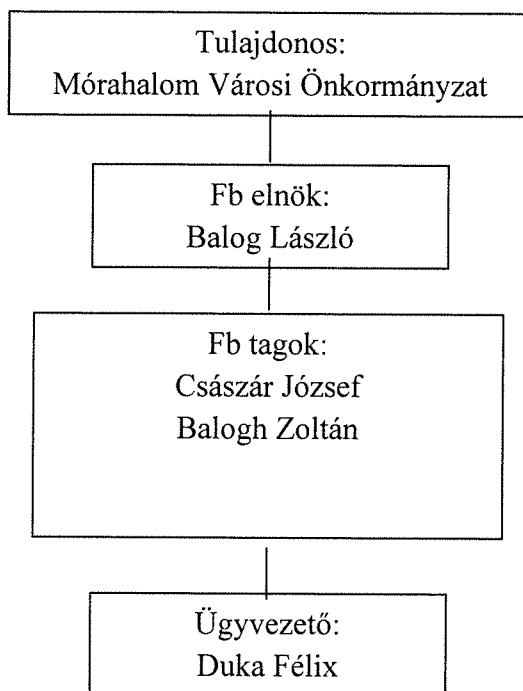 Tulajdonos:
Mórahalom Városi Önkormányzat
Fb elnök:
Balog László
Fb tagok:
Császár József
Balogh Zoltán
Ügyvezető:
Duka Félix